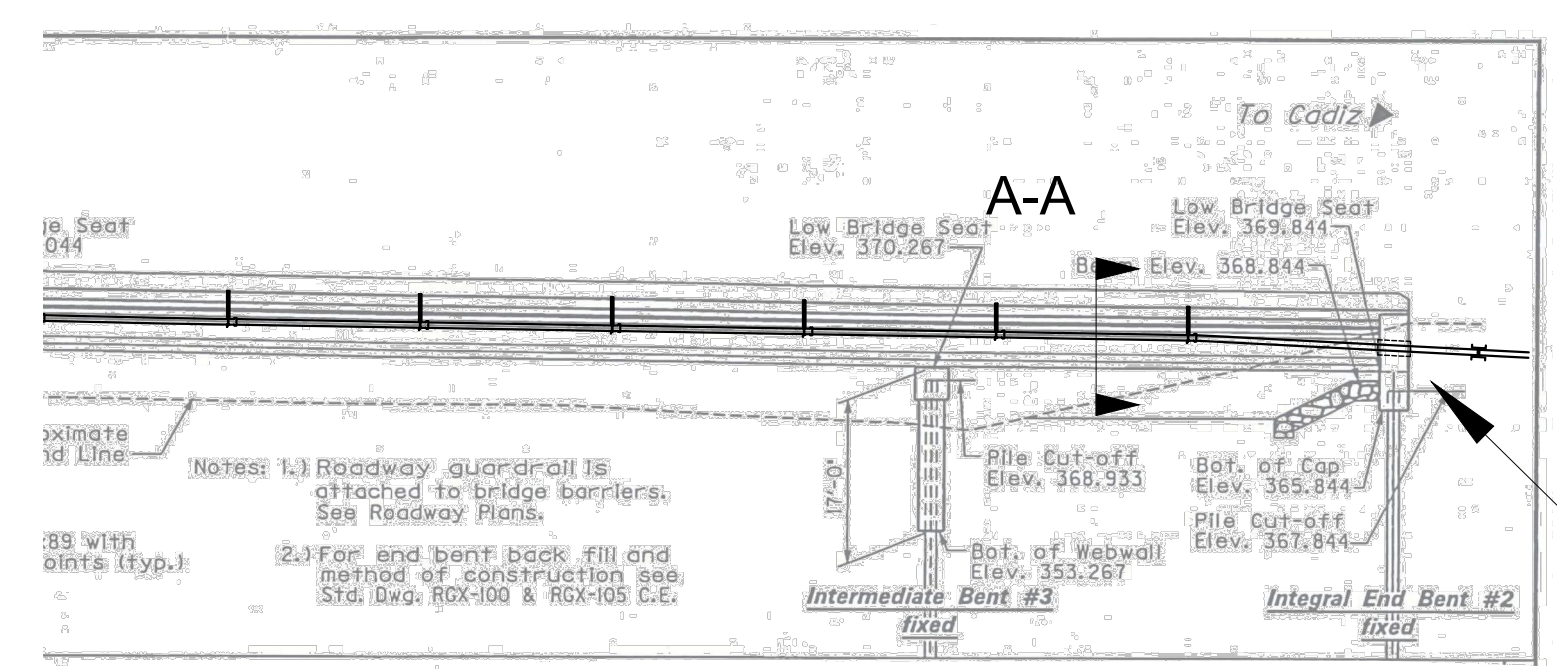 To Cadiz
A-A
ge Seat
044
Low Bridge Seat
Elev. 370.267
Low Bridge Seat
Elev. 369.844
Elev. 368.844
oximate
nd Line
Notes: 1.) Roadway guardrail is
attached to bridge barriers.
See Roadway Plans.
2.) For end bent back fill and
method of construction see
Std. Dwg. RGX-100 & RGX-105 C.E.
:89 with
oints (typ.)
17'-0"
Pile Cut-off
Elev. 368.933
Bot. of Webwall
Elev. 353.267
Intermediate Bent #3
fixed
Bot. of Cap
Elev. 365.844
Pile Cut-off
Elev. 367.844
Integral End Bent #2
fixed